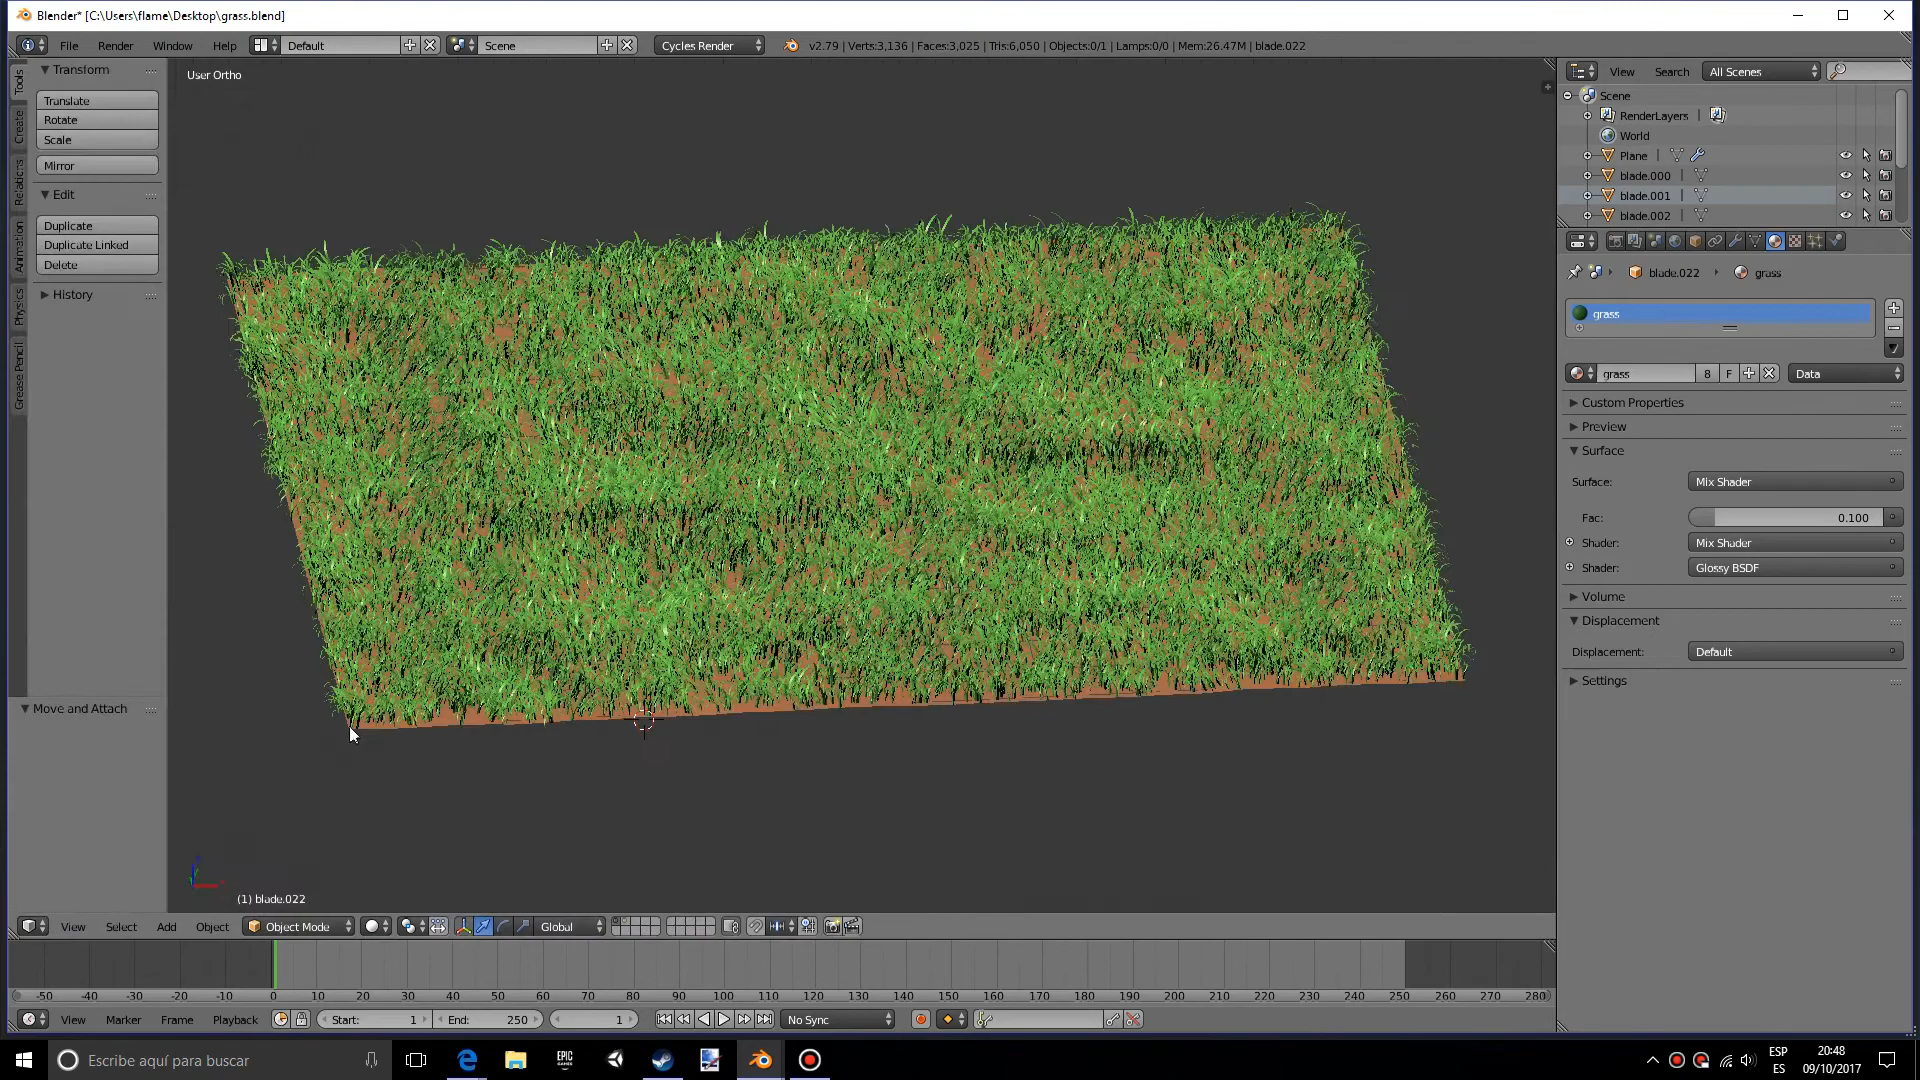 Blender* [C:\Users\flame\Desktop\grass.blend]
File Render Window Help Default Scene Cycles Render v2.79 | Verts:3,136 | Faces:3,025 | Tris:6,050 | Objects:0/1 | Lamps:0/0 | Mem:26.47M | blade.022
Tools
Create
Relations
Animation
Physics
Grease Pencil
Transform
Translate
Rotate
Scale
Mirror
Edit
Duplicate
Duplicate Linked
Delete
History
Move and Attach
User Ortho
(1) blade.022
View Search All Scenes
Scene
RenderLayers
World
Plane
blade.000
blade.001
blade.002
blade.022 grass
grass
grass 8 F Data
Custom Properties
Preview
Surface
Surface: Mix Shader
Fac: 0.100
Shader: Mix Shader
Shader: Glossy BSDF
Volume
Displacement
Displacement: Default
Settings
View Select Add Object Object Mode Global
-50 -40 -30 -20 -10 0 10 20 30 40 50 60 70 80 90 100 110 120 130 140 150 160 170 180 190 200 210 220 230 240 250 260 270 280
View Marker Frame Playback Start: 1 End: 250 1 No Sync
Escribe aquí para buscar
EPIC
GAMES
ESP
ES
20:48
09/10/2017